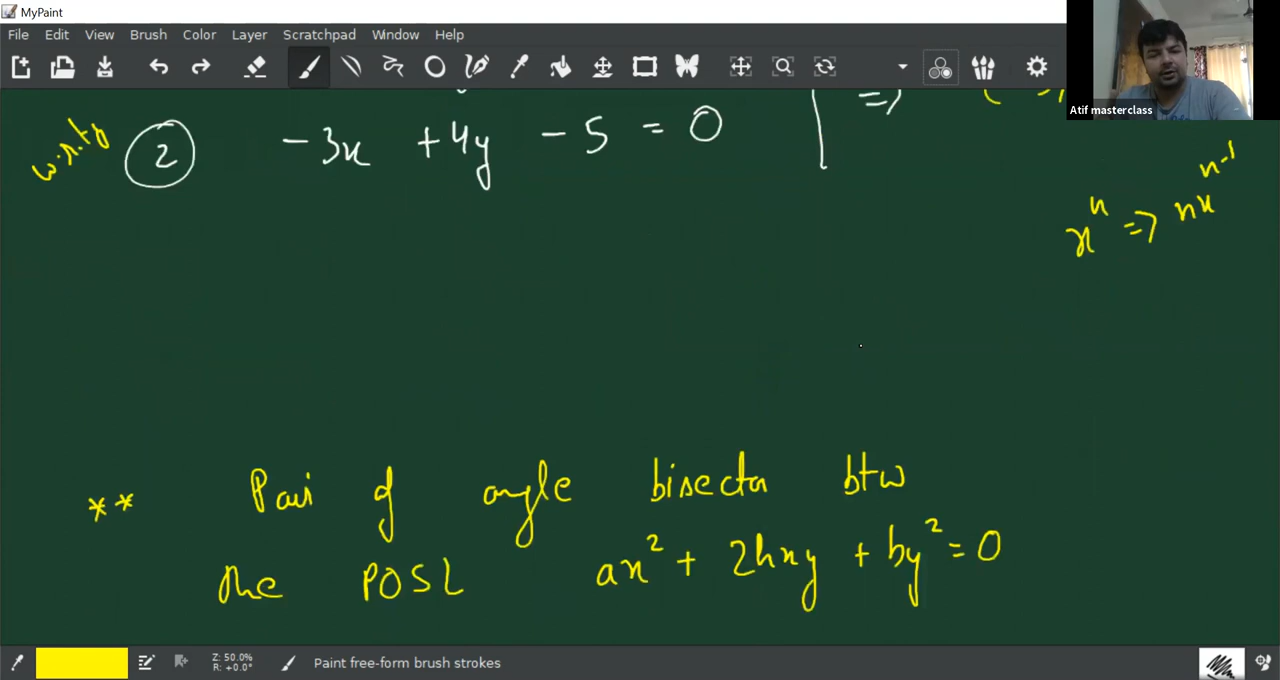 MyPaint
File Edit View Brush Color Layer Scratchpad Window Help
Atif masterclass
w.r.t y
2 -3x + 4y - 5 = 0
=>
x^n => nx^(n-1)
** Pair of angle bisector btw
the POSL ax² + 2hxy + by² = 0
Z: 50.0%
R: +0.0°
Paint free-form brush strokes